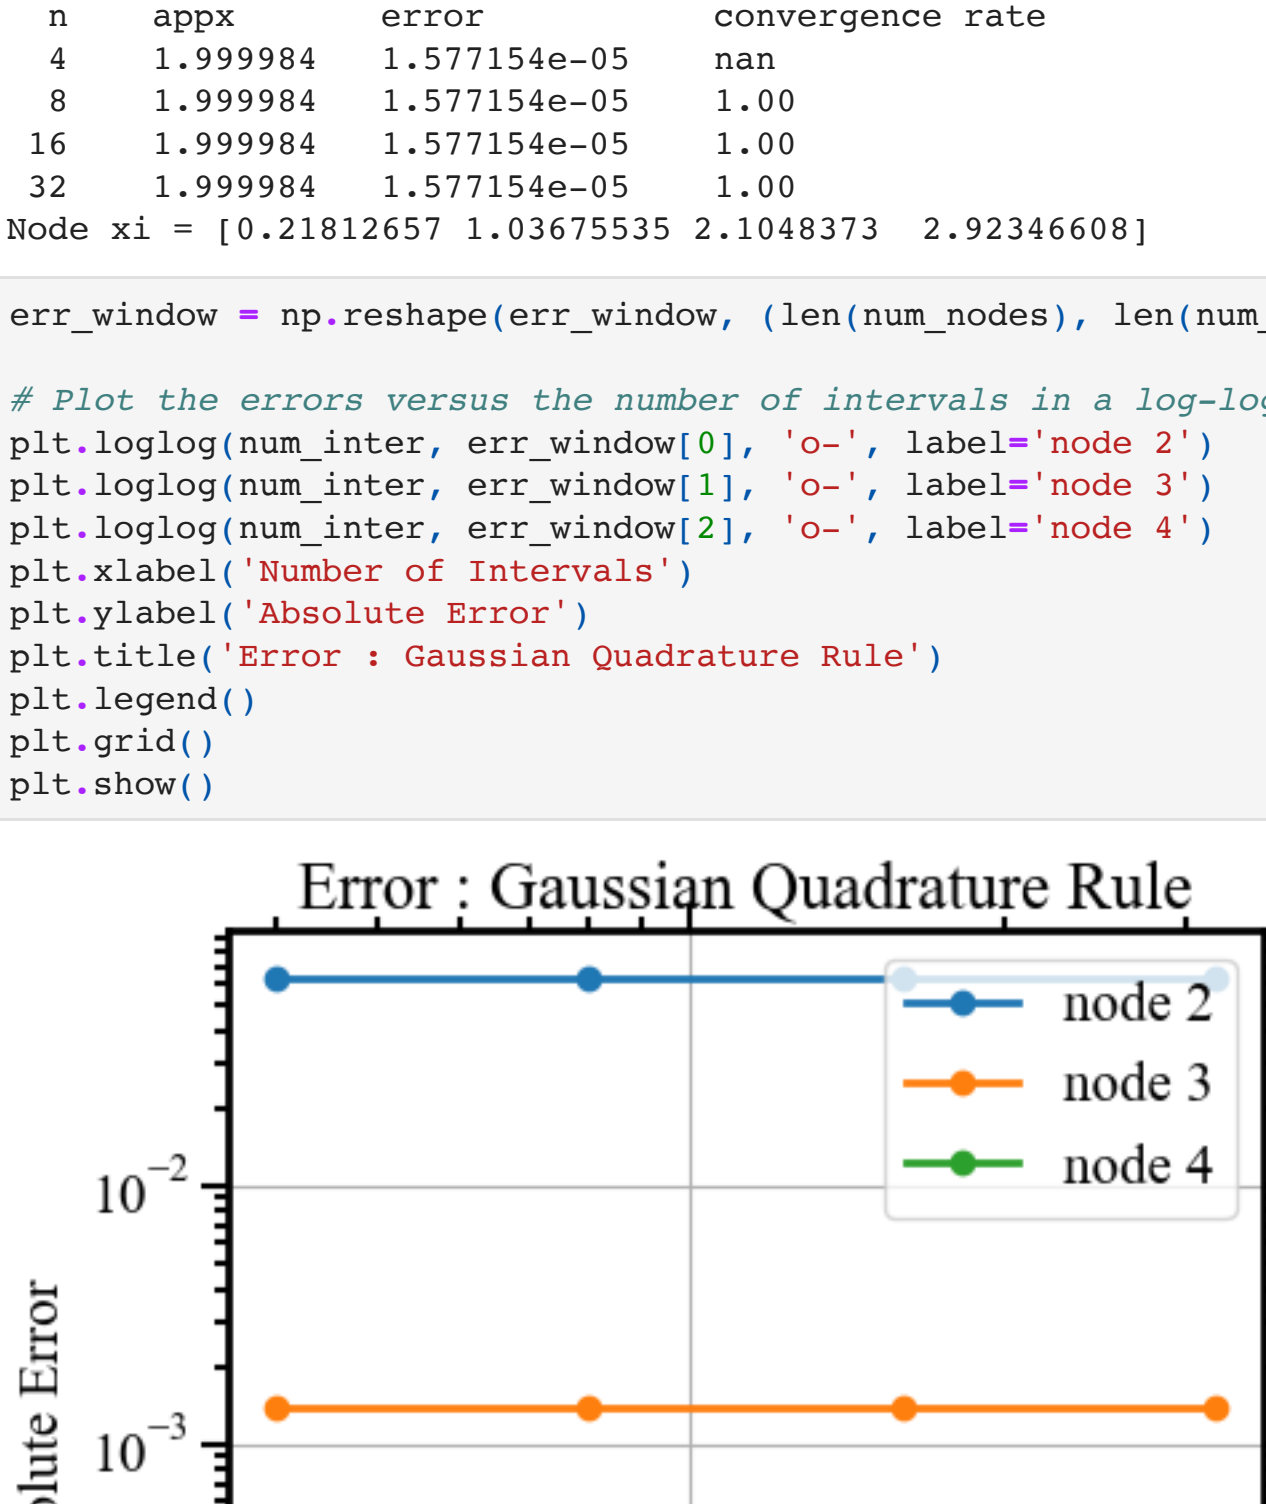 n appx error convergence rate
4 1.999984 1.577154e-05 nan
8 1.999984 1.577154e-05 1.00
16 1.999984 1.577154e-05 1.00
32 1.999984 1.577154e-05 1.00
Node xi = [0.21812657 1.03675535 2.1048373  2.92346608]
err_window = np.reshape(err_window, (len(num_nodes), len(num_
# Plot the errors versus the number of intervals in a log-log
plt.loglog(num_inter, err_window[0], 'o-', label='node 2')
plt.loglog(num_inter, err_window[1], 'o-', label='node 3')
plt.loglog(num_inter, err_window[2], 'o-', label='node 4')
plt.xlabel('Number of Intervals')
plt.ylabel('Absolute Error')
plt.title('Error : Gaussian Quadrature Rule')
plt.legend()
plt.grid()
plt.show()
Error : Gaussian Quadrature Rule
node 2
node 3
node 4
10⁻²
10⁻³
olute Error